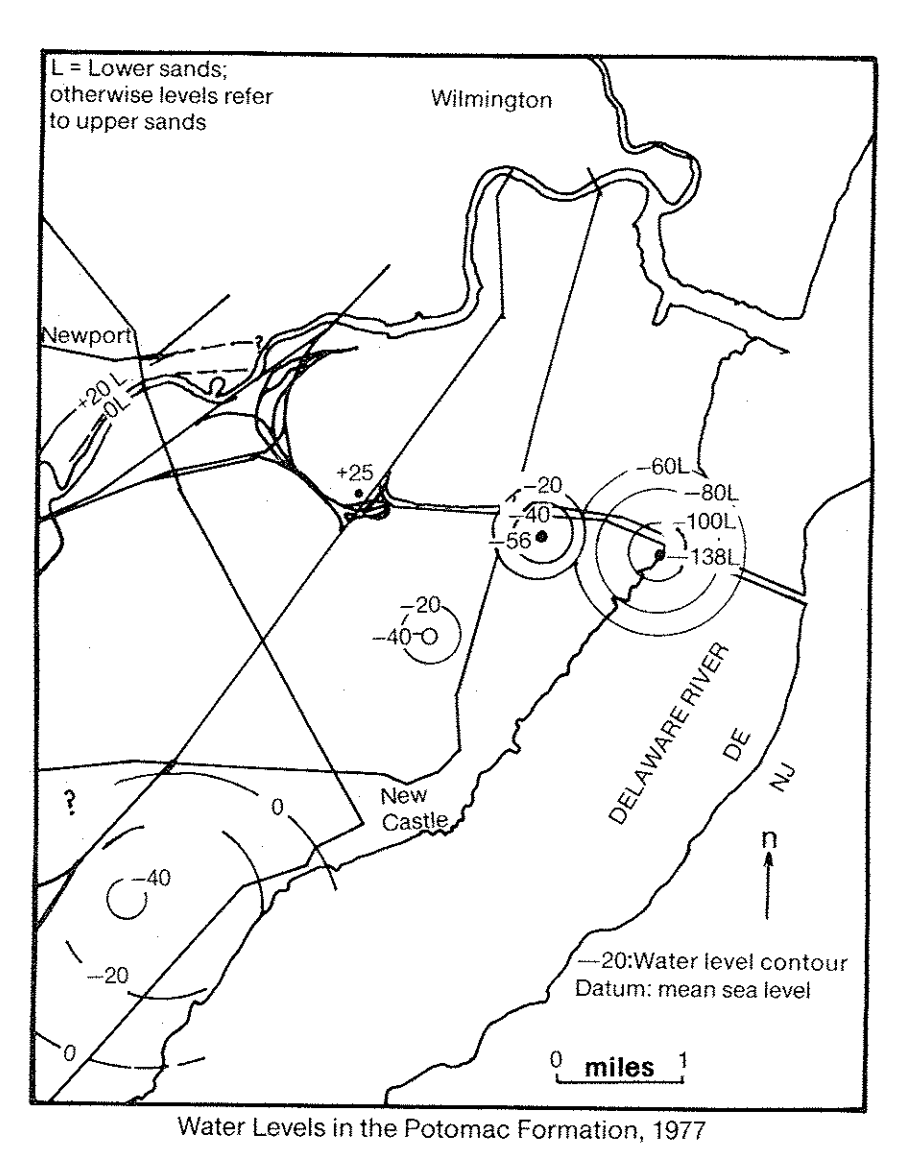 L = Lower sands;
otherwise levels refer
to upper sands
Wilmington
Newport
?
+20 L
0L
+25
−20
−40
−56
−60L
−80L
−100L
−138L
−20
−40
DELAWARE RIVER
DE
NJ
?
0
New
Castle
n
−40
−20
0
−20:Water level contour
Datum: mean sea level
0 miles 1
Water Levels in the Potomac Formation, 1977